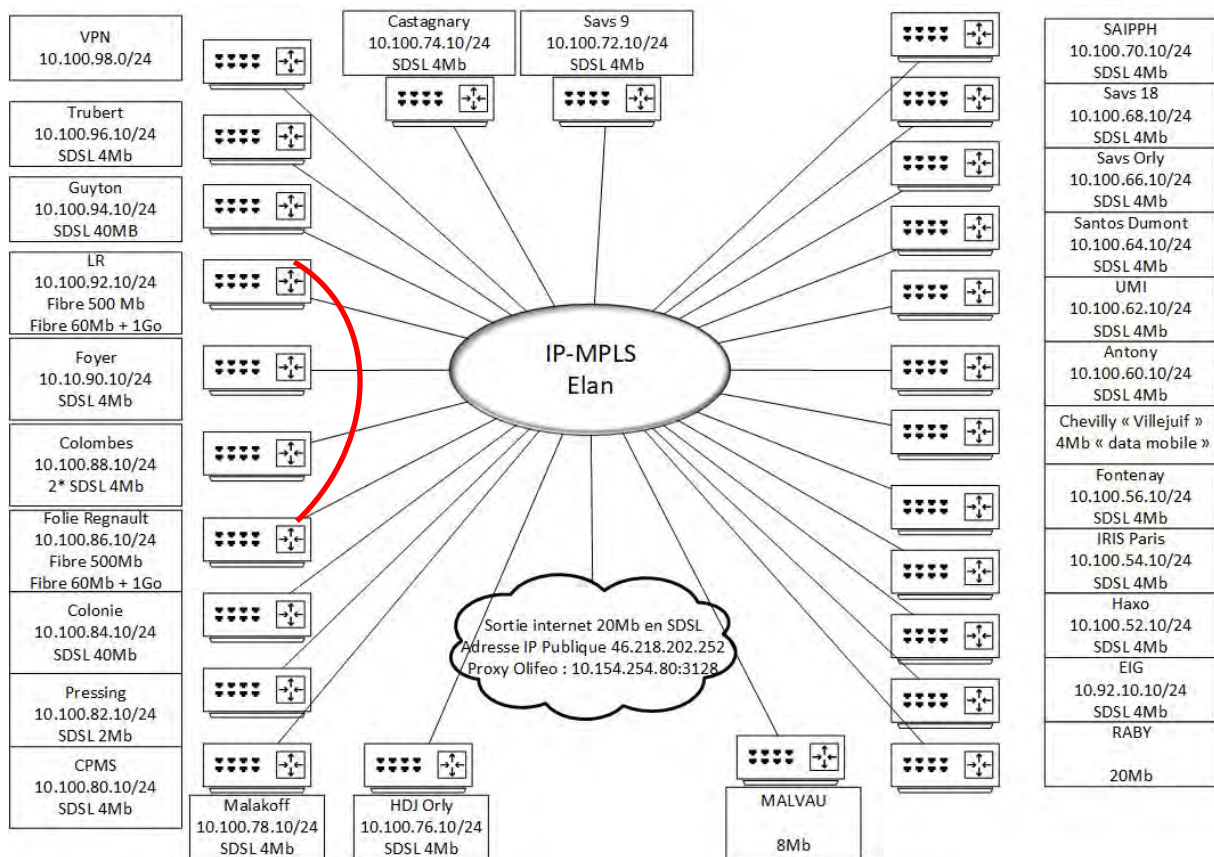 VPN
10.100.98.0/24
Trubert
10.100.96.10/24
SDSL 4Mb
Guyton
10.100.94.10/24
SDSL 40MB
LR
10.100.92.10/24
Fibre 500 Mb
Fibre 60Mb + 1Go
Foyer
10.10.90.10/24
SDSL 4Mb
Colombes
10.100.88.10/24
2* SDSL 4Mb
Folie Regnault
10.100.86.10/24
Fibre 500Mb
Fibre 60Mb + 1Go
Colonie
10.100.84.10/24
SDSL 40Mb
Pressing
10.100.82.10/24
SDSL 2Mb
CPMS
10.100.80.10/24
SDSL 4Mb
Castagnary
10.100.74.10/24
SDSL 4Mb
Savs 9
10.100.72.10/24
SDSL 4Mb
IP-MPLS
Elan
Sortie internet 20Mb en SDSL
Adresse IP Publique 46.218.202.252
Proxy Olifeo : 10.154.254.80:3128
Malakoff
10.100.78.10/24
SDSL 4Mb
HDJ Orly
10.100.76.10/24
SDSL 4Mb
MALVAU
8Mb
SAIPPH
10.100.70.10/24
SDSL 4Mb
Savs 18
10.100.68.10/24
SDSL 4Mb
Savs Orly
10.100.66.10/24
SDSL 4Mb
Santos Dumont
10.100.64.10/24
SDSL 4Mb
UMI
10.100.62.10/24
SDSL 4Mb
Antony
10.100.60.10/24
SDSL 4Mb
Chevilly « Villejuif »
4Mb « data mobile »
Fontenay
10.100.56.10/24
SDSL 4Mb
IRIS Paris
10.100.54.10/24
SDSL 4Mb
Haxo
10.100.52.10/24
SDSL 4Mb
EIG
10.92.10.10/24
SDSL 4Mb
RABY
20Mb